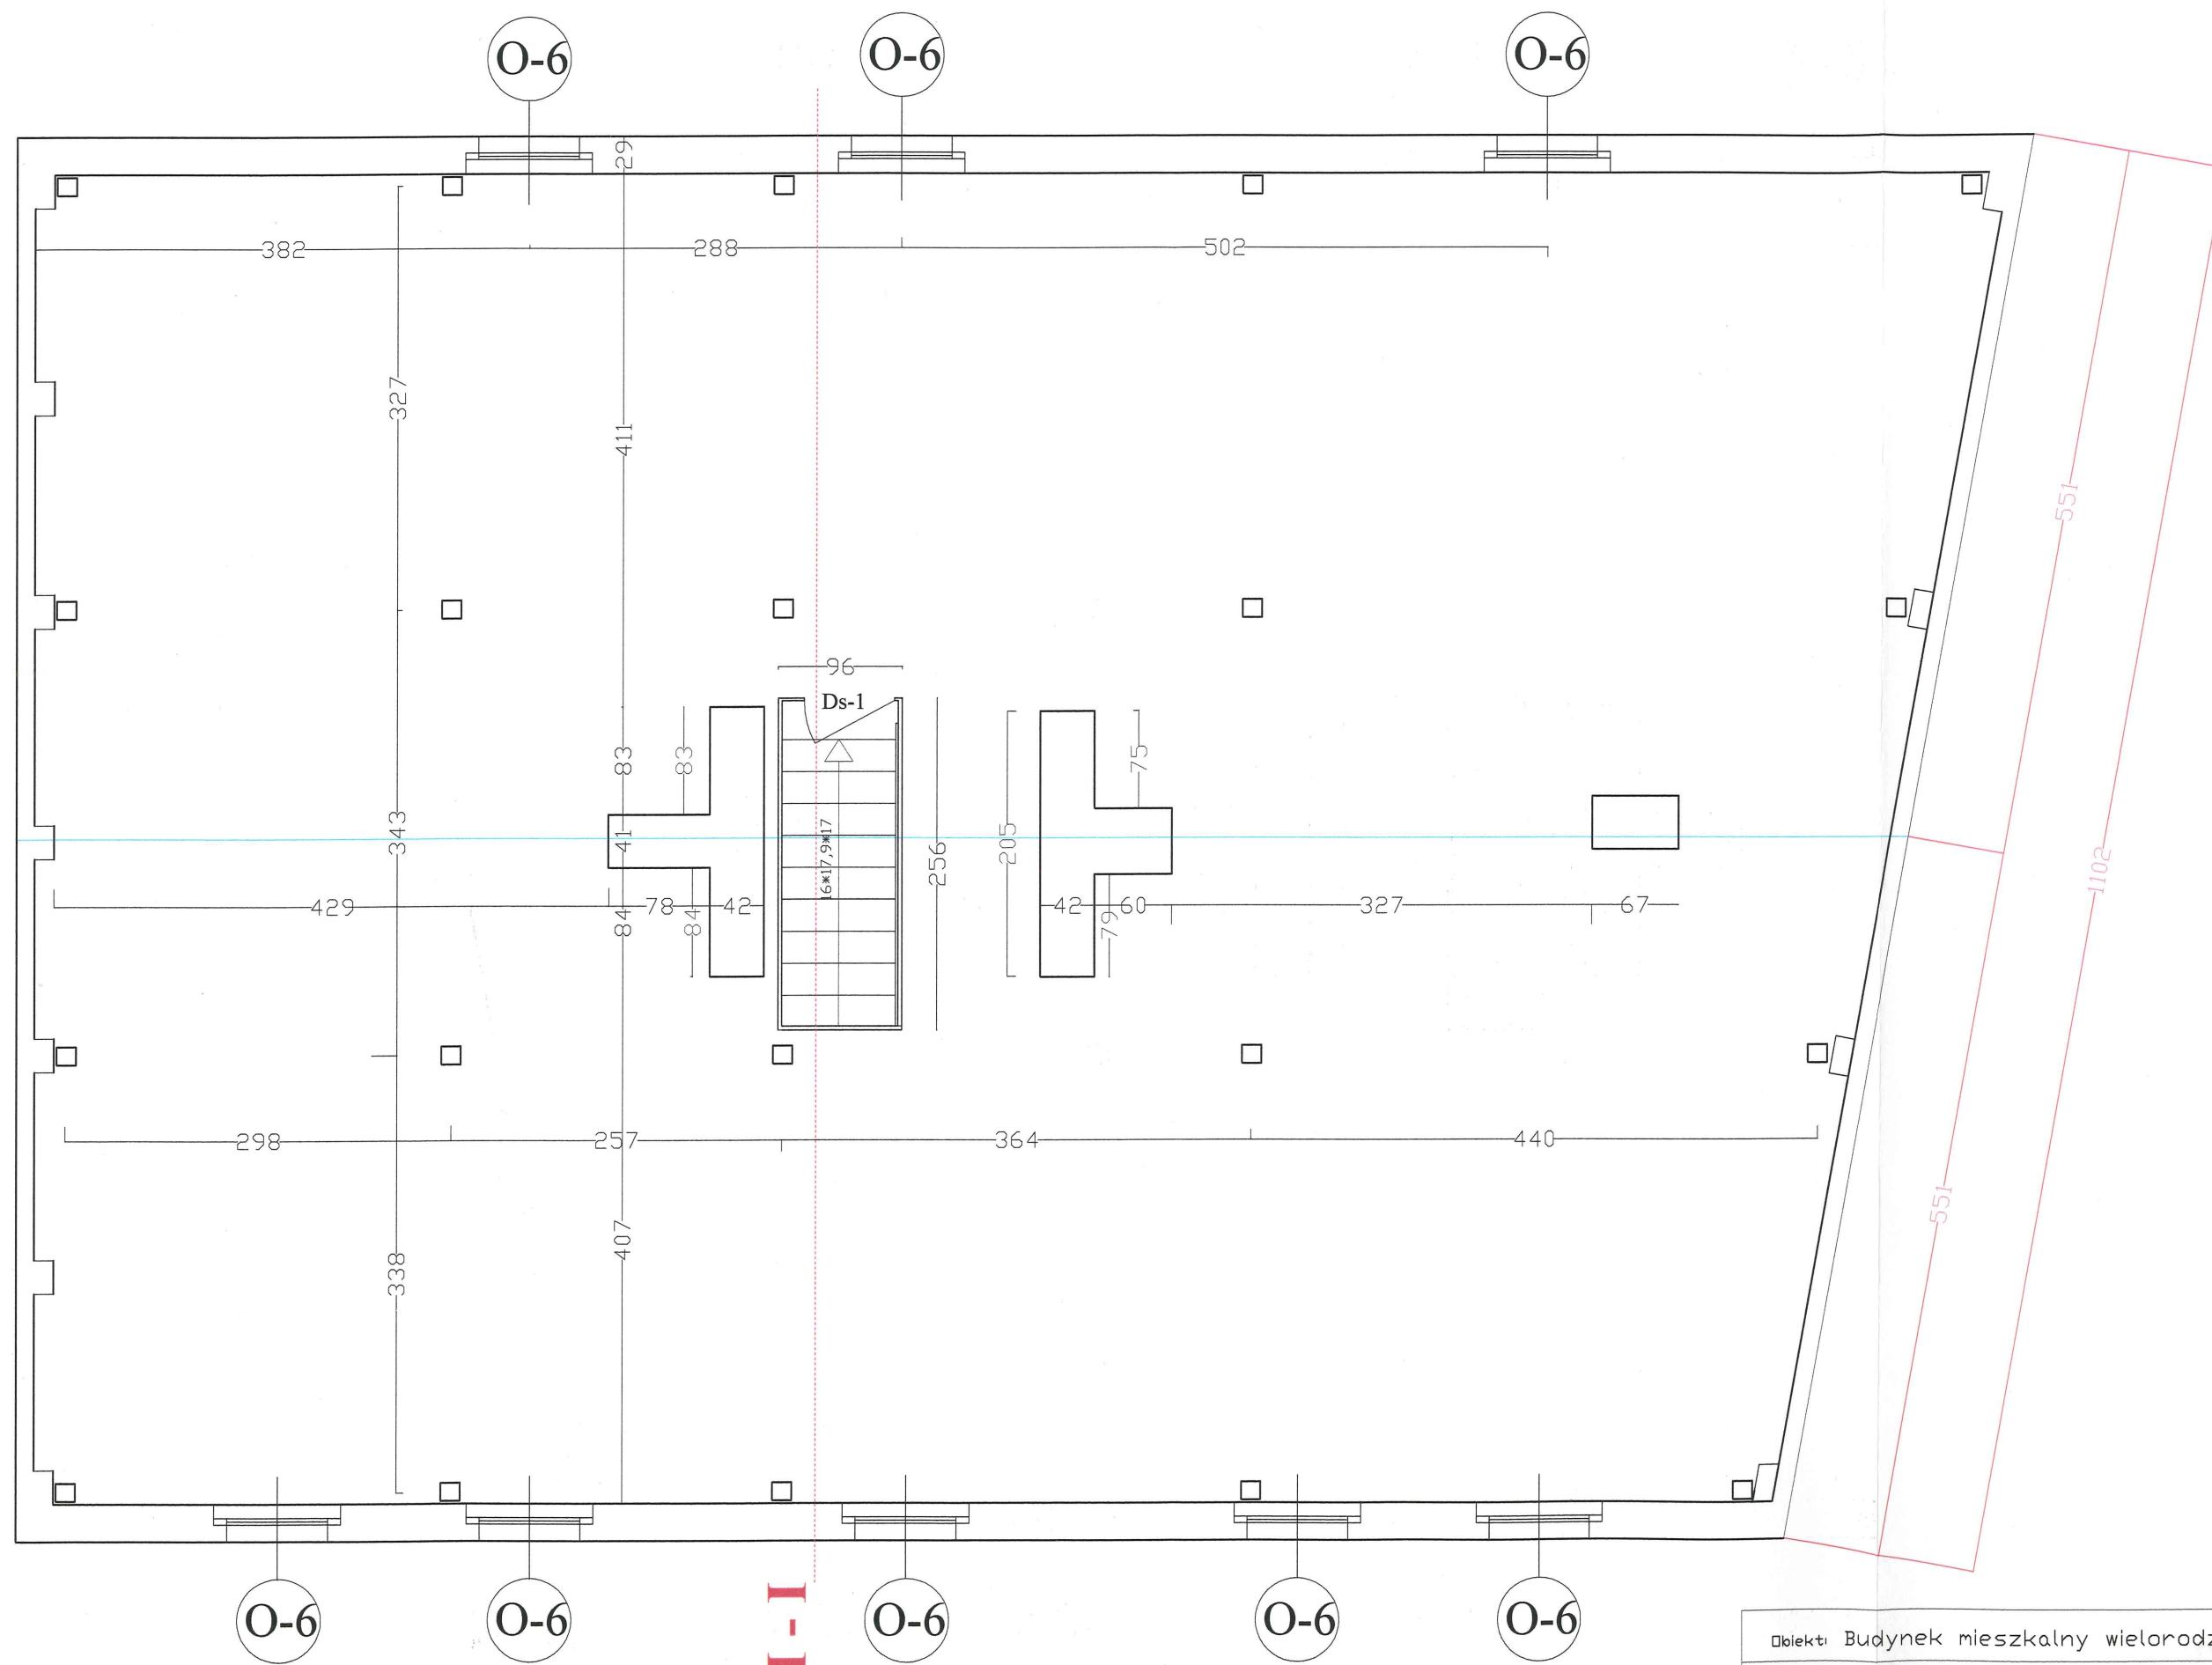 O-6 O-6 O-6
29
382 288 502
327
411
551
96
Ds-1
83 83 75
16*17,9*17
343 41 256 205 1102
429 84 84 78 42 42 60 79 327 67
298 257 364 440
551
407
338
O-6 O-6 O-6 O-6 O-6
I - I
Obiekt: Budynek mieszkalny wielorodz